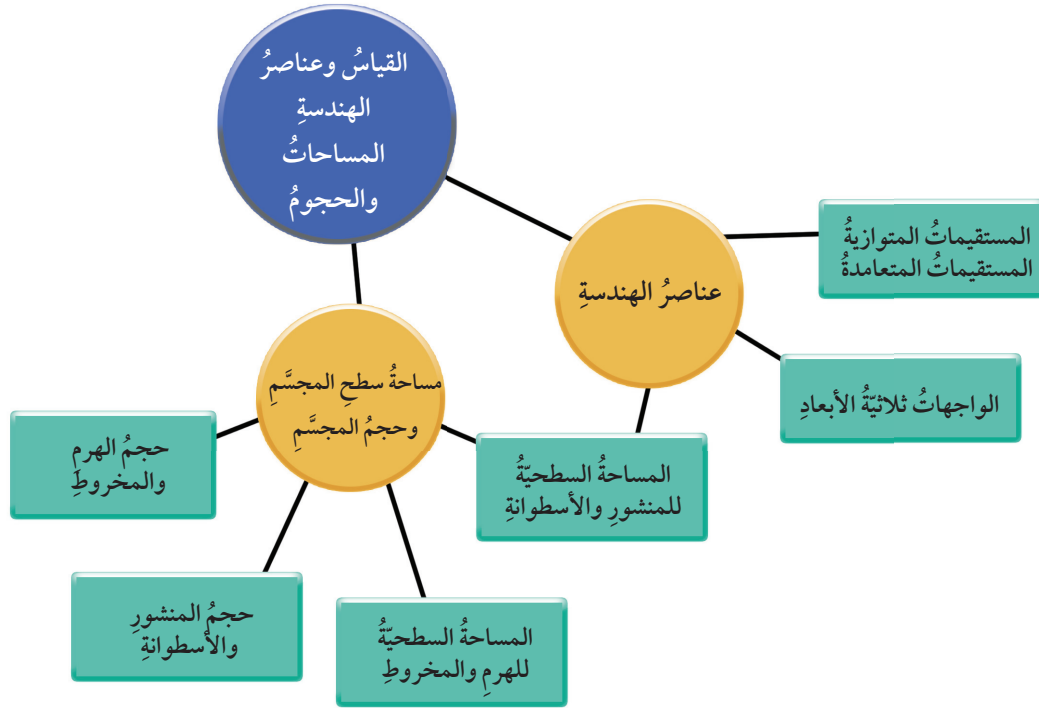 القياسُ وعناصرُ
الهندسةِ
المساحاتُ
والحجومُ
عناصرُ الهندسةِ
المستقيماتُ المتوازيةُ
المستقيماتُ المتعامدةُ
الواجهاتُ ثلاثيّةُ الأبعادِ
مساحةُ سطحِ المجسَّمِ
وحجمُ المجسَّمِ
المساحةُ السطحيّةُ
للمنشورِ والأسطوانةِ
حجمُ الهرمِ
والمخروطِ
حجمُ المنشورِ
والأسطوانةِ
المساحةُ السطحيّةُ
للهرمِ والمخروطِ